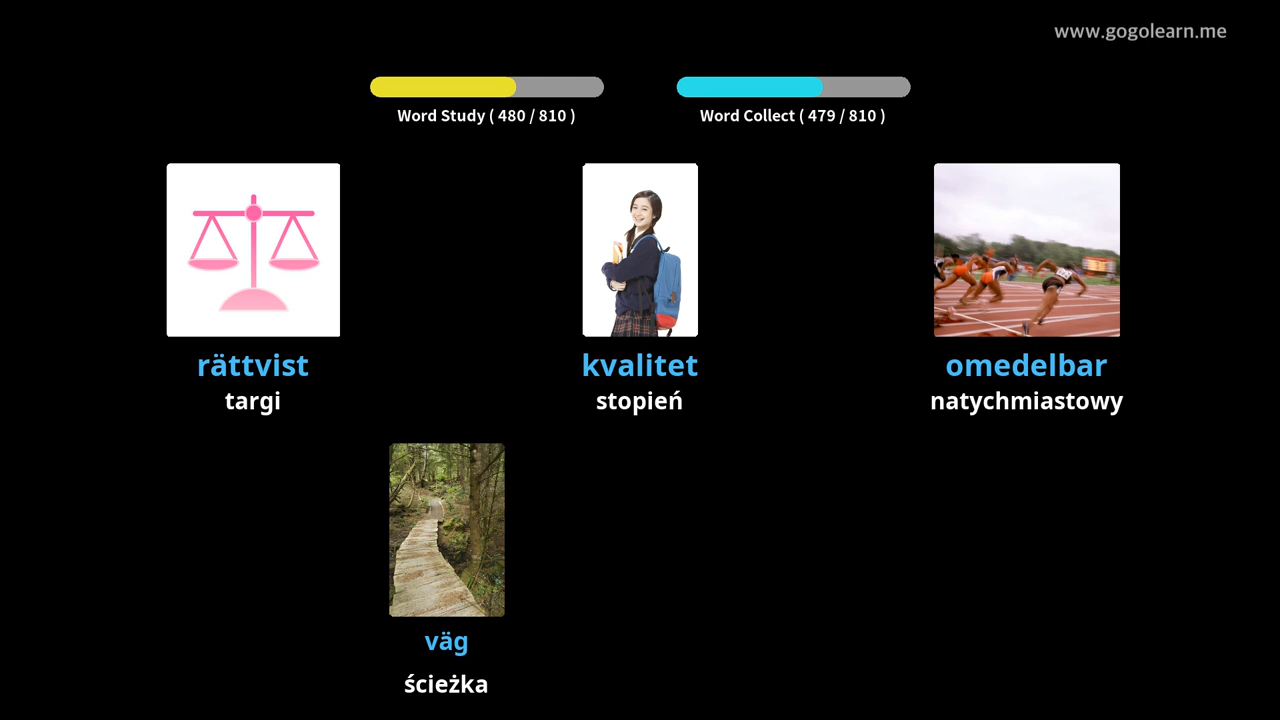 www.gogolearn.me
Word Study ( 480 / 810 )
Word Collect ( 479 / 810 )
rättvist
targi
kvalitet
stopień
omedelbar
natychmiastowy
väg
ścieżka